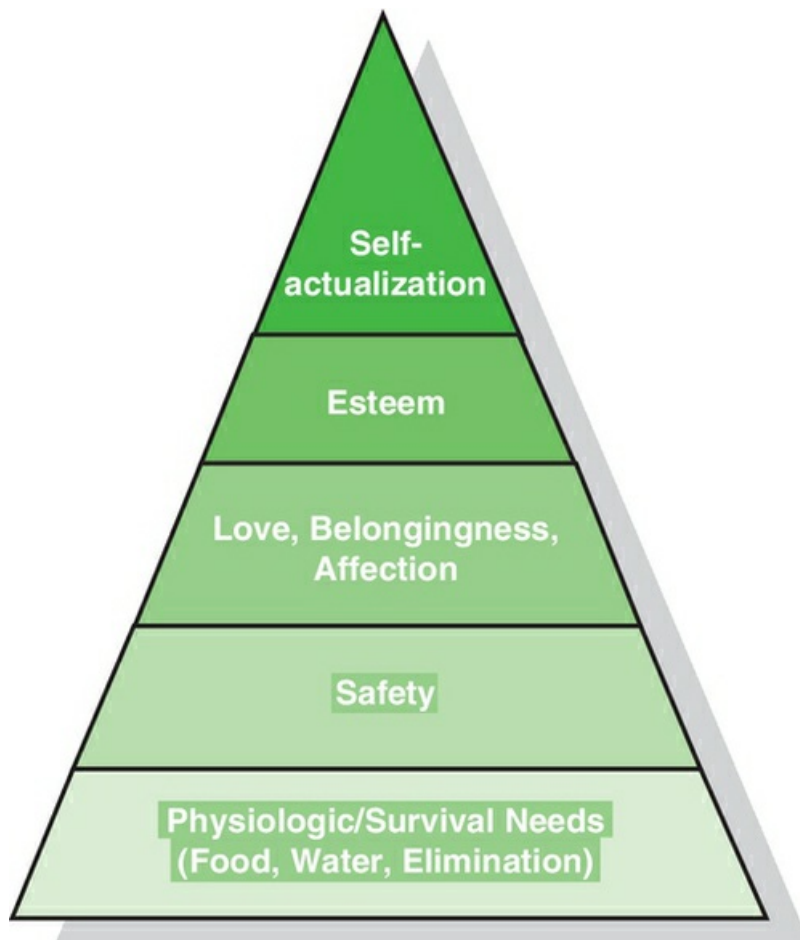 Self-
actualization
Esteem
Love, Belongingness,
Affection
Safety
Physiologic/Survival Needs
(Food, Water, Elimination)